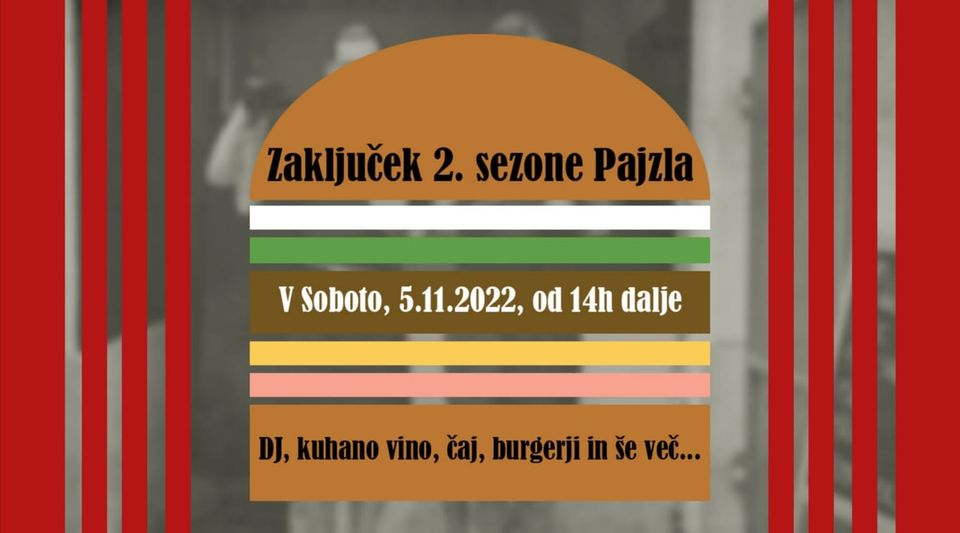 Zaključek 2. sezone Pajzla
V Soboto, 5.11.2022, od 14h dalje
DJ, kuhano vino, čaj, burgerji in še več...